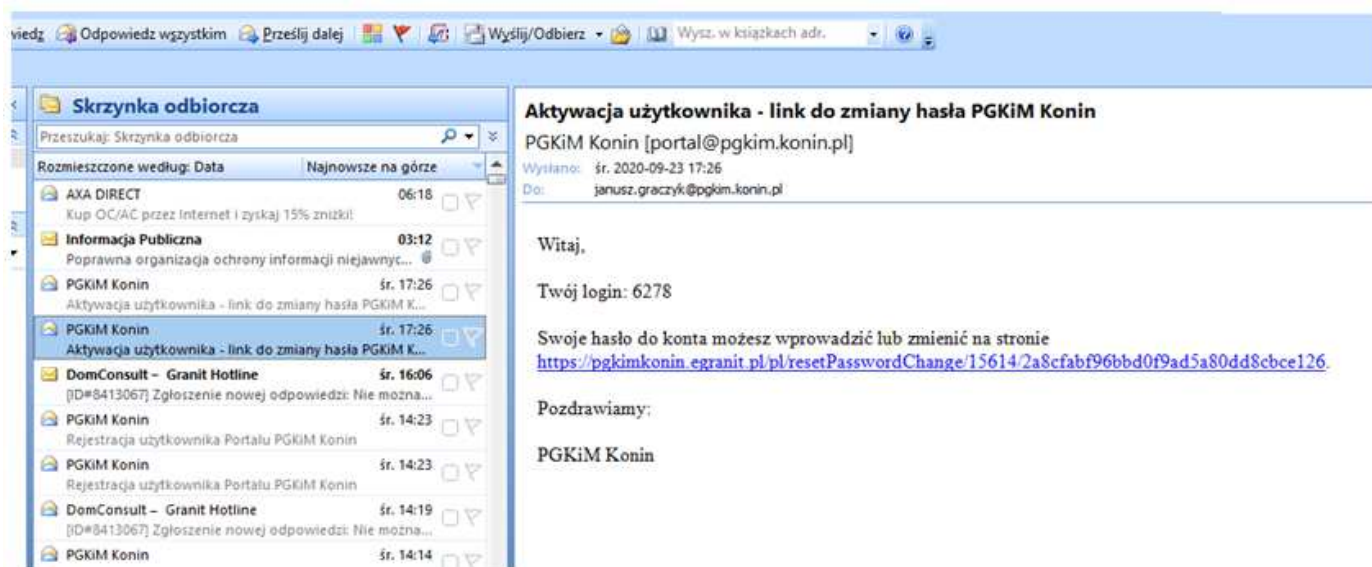 wiedz Odpowiedz wszystkim Prześlij dalej Wyślij/Odbierz Wysz. w książkach adr.
Skrzynka odbiorcza
Przeszukaj: Skrzynka odbiorcza
Rozmieszczone według: Data Najnowsze na górze
AXA DIRECT 06:18
Kup OC/AC przez Internet i zyskaj 15% zniżki!
Informacja Publiczna 03:12
Poprawna organizacja ochrony informacji niejawnyc...
PGKiM Konin śr. 17:26
Aktywacja użytkownika - link do zmiany hasła PGKiM K...
PGKiM Konin śr. 17:26
Aktywacja użytkownika - link do zmiany hasła PGKiM K...
DomConsult – Granit Hotline śr. 16:06
[ID#8413067] Zgłoszenie nowej odpowiedzi: Nie można...
PGKiM Konin śr. 14:23
Rejestracja użytkownika Portalu PGKiM Konin
PGKiM Konin śr. 14:23
Rejestracja użytkownika Portalu PGKiM Konin
DomConsult – Granit Hotline śr. 14:19
[ID#8413067] Zgłoszenie nowej odpowiedzi: Nie można...
PGKiM Konin śr. 14:14
Aktywacja użytkownika - link do zmiany hasła PGKiM Konin
PGKiM Konin [portal@pgkim.konin.pl]
Wysłano: śr. 2020-09-23 17:26
Do: janusz.graczyk@pgkim.konin.pl
Witaj,
Twój login: 6278
Swoje hasło do konta możesz wprowadzić lub zmienić na stronie
https://pgkimkonin.egranit.pl/pl/resetPasswordChange/15614/2a8cfabf96bbd0f9ad5a80dd8cbce126.
Pozdrawiamy:
PGKiM Konin